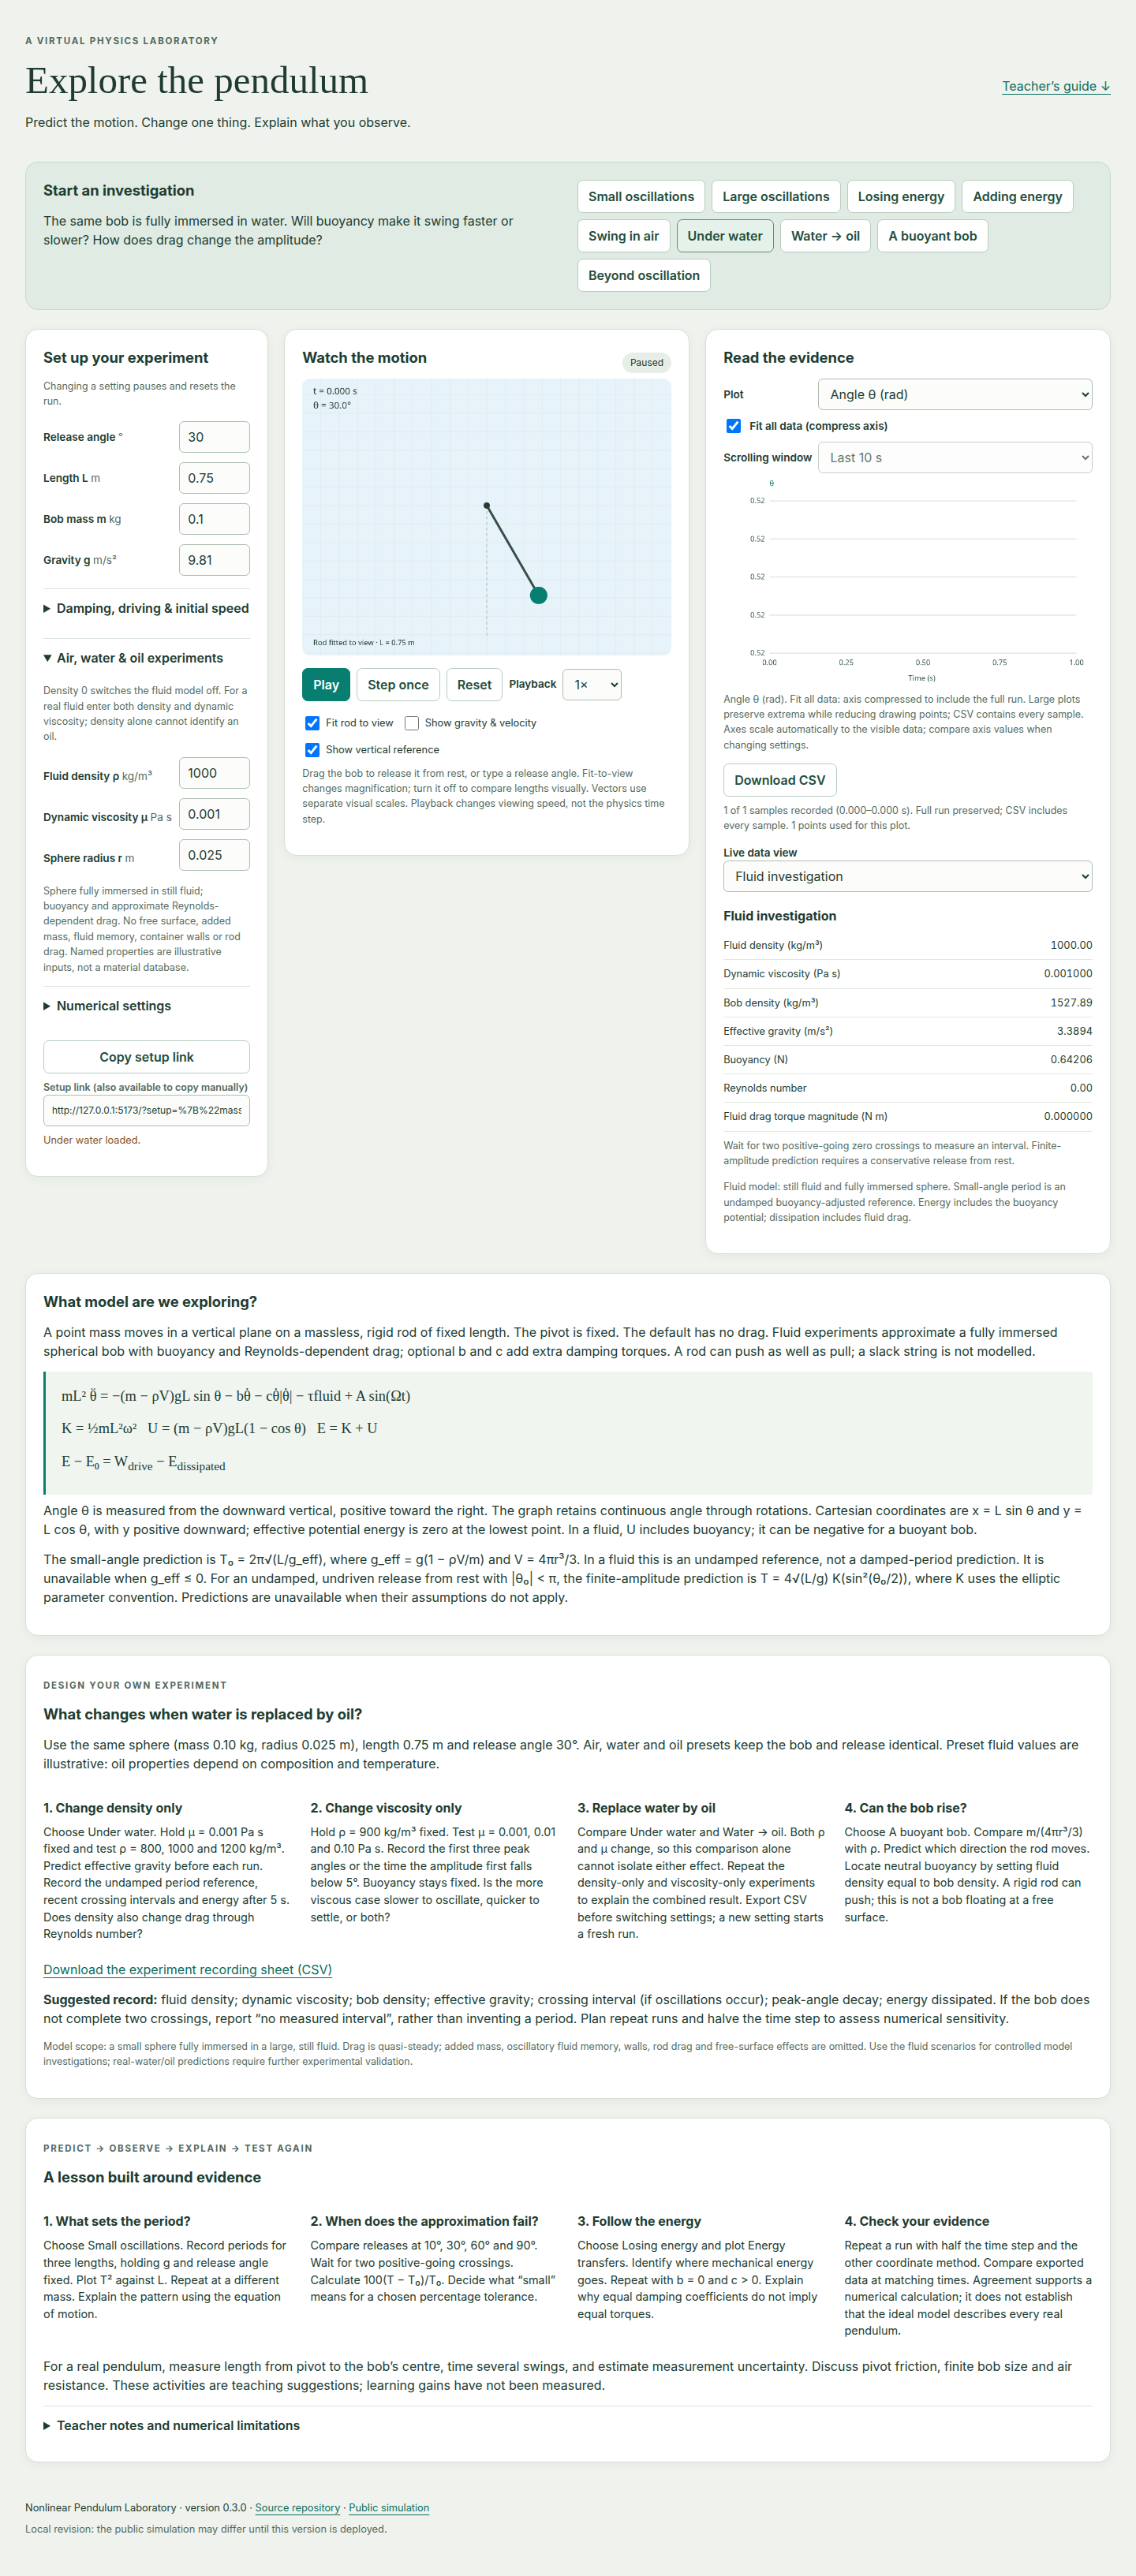 A VIRTUAL PHYSICS LABORATORY
Explore the pendulum
Teacher's guide ↓
Predict the motion. Change one thing. Explain what you observe.
Start an investigation
The same bob is fully immersed in water. Will buoyancy make it swing faster or
slower? How does drag change the amplitude?
Small oscillations
Large oscillations
Losing energy
Adding energy
Swing in air
Under water
Water → oil
A buoyant bob
Beyond oscillation
Set up your experiment
Changing a setting pauses and resets the
run.
Release angle °
30
Length L m
0.75
Bob mass m kg
0.1
Gravity g m/s²
9.81
▶ Damping, driving & initial speed
▼ Air, water & oil experiments
Density 0 switches the fluid model off. For a
real fluid enter both density and dynamic
viscosity; density alone cannot identify an
oil.
Fluid density ρ kg/m³
1000
Dynamic viscosity μ Pa s
0.001
Sphere radius r m
0.025
Sphere fully immersed in still fluid;
buoyancy and approximate Reynolds-
dependent drag. No free surface, added
mass, fluid memory, container walls or rod
drag. Named properties are illustrative
inputs, not a material database.
▶ Numerical settings
Copy setup link
Setup link (also available to copy manually)
http://127.0.0.1:5173/?setup=%7B%22mass
Under water loaded.
Watch the motion
Paused
t = 0.000 s
θ = 30.0°
Rod fitted to view · L = 0.75 m
Play
Step once
Reset
Playback
1×
Fit rod to view
Show gravity & velocity
Show vertical reference
Drag the bob to release it from rest, or type a release angle. Fit-to-view
changes magnification; turn it off to compare lengths visually. Vectors use
separate visual scales. Playback changes viewing speed, not the physics time
step.
Read the evidence
Plot
Angle θ (rad)
Fit all data (compress axis)
Scrolling window
Last 10 s
θ
0.52
0.52
0.52
0.52
0.52
0.00
0.25
0.50
0.75
1.00
Time (s)
Angle θ (rad). Fit all data: axis compressed to include the full run. Large plots
preserve extrema while reducing drawing points; CSV contains every sample.
Axes scale automatically to the visible data; compare axis values when
changing settings.
Download CSV
1 of 1 samples recorded (0.000–0.000 s). Full run preserved; CSV includes
every sample. 1 points used for this plot.
Live data view
Fluid investigation
Fluid investigation
Fluid density (kg/m³)
1000.00
Dynamic viscosity (Pa s)
0.001000
Bob density (kg/m³)
1527.89
Effective gravity (m/s²)
3.3894
Buoyancy (N)
0.64206
Reynolds number
0.00
Fluid drag torque magnitude (N m)
0.000000
Wait for two positive-going zero crossings to measure an interval. Finite-
amplitude prediction requires a conservative release from rest.
Fluid model: still fluid and fully immersed sphere. Small-angle period is an
undamped buoyancy-adjusted reference. Energy includes the buoyancy
potential; dissipation includes fluid drag.
What model are we exploring?
A point mass moves in a vertical plane on a massless, rigid rod of fixed length. The pivot is fixed. The default has no drag. Fluid experiments approximate a fully immersed
spherical bob with buoyancy and Reynolds-dependent drag; optional b and c add extra damping torques. A rod can push as well as pull; a slack string is not modelled.
mL² θ̈ = −(m − ρV)gL sin θ − bθ̇ − cθ̇|θ̇| − τfluid + A sin(Ωt)
K = ½mL²ω²   U = (m − ρV)gL(1 − cos θ)   E = K + U
E − E₀ = Wdrive − Edissipated
Angle θ is measured from the downward vertical, positive toward the right. The graph retains continuous angle through rotations. Cartesian coordinates are x = L sin θ and y =
L cos θ, with y positive downward; effective potential energy is zero at the lowest point. In a fluid, U includes buoyancy; it can be negative for a buoyant bob.
The small-angle prediction is T₀ = 2π√(L/g_eff), where g_eff = g(1 − ρV/m) and V = 4πr³/3. In a fluid this is an undamped reference, not a damped-period prediction. It is
unavailable when g_eff ≤ 0. For an undamped, undriven release from rest with |θ₀| < π, the finite-amplitude prediction is T = 4√(L/g) K(sin²(θ₀/2)), where K uses the elliptic
parameter convention. Predictions are unavailable when their assumptions do not apply.
DESIGN YOUR OWN EXPERIMENT
What changes when water is replaced by oil?
Use the same sphere (mass 0.10 kg, radius 0.025 m), length 0.75 m and release angle 30°. Air, water and oil presets keep the bob and release identical. Preset fluid values are
illustrative: oil properties depend on composition and temperature.
1. Change density only
Choose Under water. Hold μ = 0.001 Pa s
fixed and test ρ = 800, 1000 and 1200 kg/m³.
Predict effective gravity before each run.
Record the undamped period reference,
recent crossing intervals and energy after 5 s.
Does density also change drag through
Reynolds number?
2. Change viscosity only
Hold ρ = 900 kg/m³ fixed. Test μ = 0.001, 0.01
and 0.10 Pa s. Record the first three peak
angles or the time the amplitude first falls
below 5°. Buoyancy stays fixed. Is the more
viscous case slower to oscillate, quicker to
settle, or both?
3. Replace water by oil
Compare Under water and Water → oil. Both ρ
and μ change, so this comparison alone
cannot isolate either effect. Repeat the
density-only and viscosity-only experiments
to explain the combined result. Export CSV
before switching settings; a new setting starts
a fresh run.
4. Can the bob rise?
Choose A buoyant bob. Compare m/(4πr³/3)
with ρ. Predict which direction the rod moves.
Locate neutral buoyancy by setting fluid
density equal to bob density. A rigid rod can
push; this is not a bob floating at a free
surface.
Download the experiment recording sheet (CSV)
Suggested record: fluid density; dynamic viscosity; bob density; effective gravity; crossing interval (if oscillations occur); peak-angle decay; energy dissipated. If the bob does
not complete two crossings, report “no measured interval”, rather than inventing a period. Plan repeat runs and halve the time step to assess numerical sensitivity.
Model scope: a small sphere fully immersed in a large, still fluid. Drag is quasi-steady; added mass, oscillatory fluid memory, walls, rod drag and free-surface effects are omitted. Use the fluid scenarios for controlled model
investigations; real-water/oil predictions require further experimental validation.
PREDICT → OBSERVE → EXPLAIN → TEST AGAIN
A lesson built around evidence
1. What sets the period?
Choose Small oscillations. Record periods for
three lengths, holding g and release angle
fixed. Plot T² against L. Repeat at a different
mass. Explain the pattern using the equation
of motion.
2. When does the approximation fail?
Compare releases at 10°, 30°, 60° and 90°.
Wait for two positive-going crossings.
Calculate 100(T − T₀)/T₀. Decide what “small”
means for a chosen percentage tolerance.
3. Follow the energy
Choose Losing energy and plot Energy
transfers. Identify where mechanical energy
goes. Repeat with b = 0 and c > 0. Explain
why equal damping coefficients do not imply
equal torques.
4. Check your evidence
Repeat a run with half the time step and the
other coordinate method. Compare exported
data at matching times. Agreement supports a
numerical calculation; it does not establish
that the ideal model describes every real
pendulum.
For a real pendulum, measure length from pivot to the bob’s centre, time several swings, and estimate measurement uncertainty. Discuss pivot friction, finite bob size and air
resistance. These activities are teaching suggestions; learning gains have not been measured.
▶ Teacher notes and numerical limitations
Nonlinear Pendulum Laboratory · version 0.3.0 · Source repository · Public simulation
Local revision: the public simulation may differ until this version is deployed.